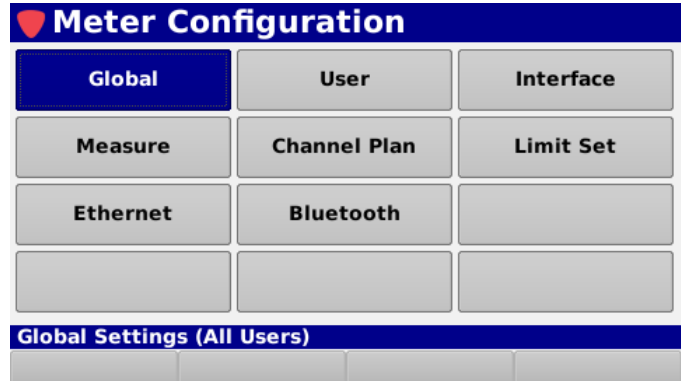 Meter Configuration
Global User Interface
Measure Channel Plan Limit Set
Ethernet Bluetooth
Global Settings (All Users)